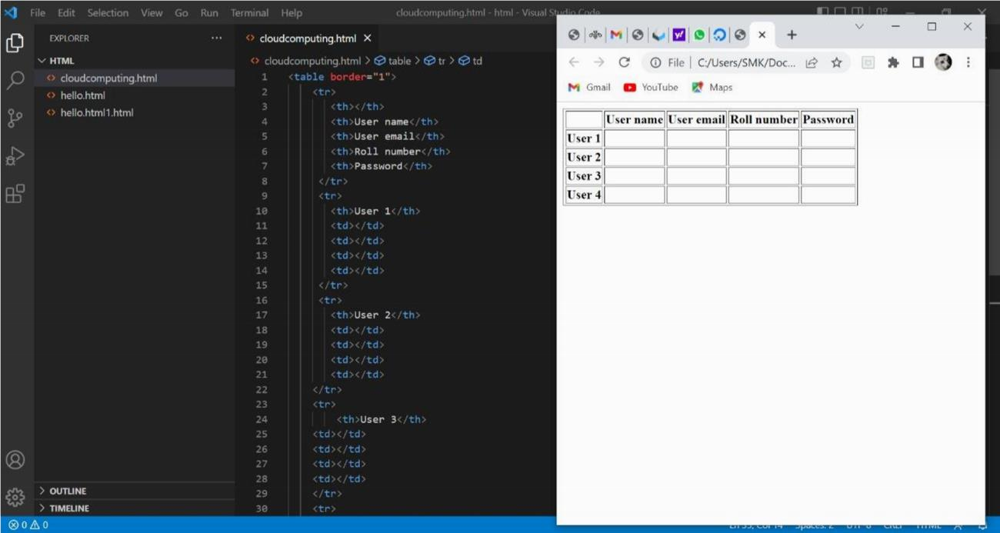 File Edit Selection View Go Run Terminal Help
cloudcomputing.html - html - Visual Studio Code
EXPLORER
HTML
cloudcomputing.html
hello.html
hello.html1.html
OUTLINE
TIMELINE
0 0
cloudcomputing.html
cloudcomputing.html > table > tr > td
1 <table border="1">
2 <tr>
3 <th></th>
4 <th>User name</th>
5 <th>User email</th>
6 <th>Roll number</th>
7 <th>Password</th>
8 </tr>
9 <tr>
10 <th>User 1</th>
11 <td></td>
12 <td></td>
13 <td></td>
14 <td></td>
15 </tr>
16 <tr>
17 <th>User 2</th>
18 <td></td>
19 <td></td>
20 <td></td>
21 <td></td>
22 </tr>
23 <tr>
24 <th>User 3</th>
25 <td></td>
26 <td></td>
27 <td></td>
28 <td></td>
29 </tr>
30 <tr>
File C:/Users/SMK/Doc...
Gmail YouTube Maps
User name User email Roll number Password
User 1
User 2
User 3
User 4